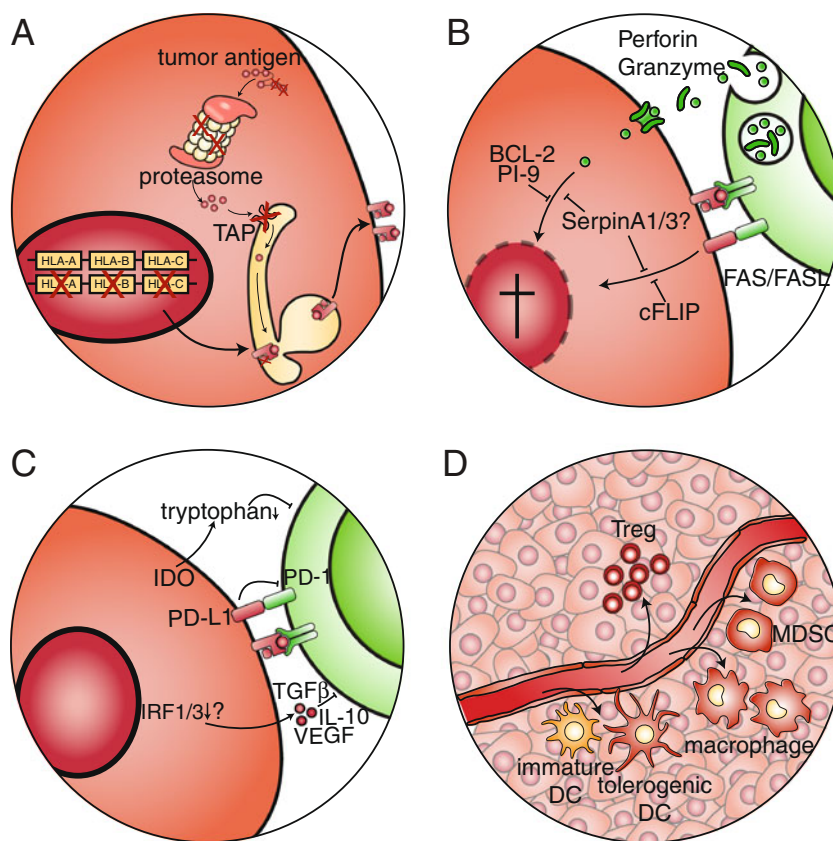 A
tumor antigen
proteasome
TAP
HLA-A HLA-B HLA-C
HLA-A HLA-B HLA-C
B
Perforin
Granzyme
BCL-2
PI-9
SerpinA1/3?
FAS/FASL
cFLIP
C
tryptophan↓
IDO
PD-1
PD-L1
TGFβ
IRF1/3↓?
IL-10
VEGF
D
Treg
MDSC
macrophage
immature
DC
tolerogenic
DC